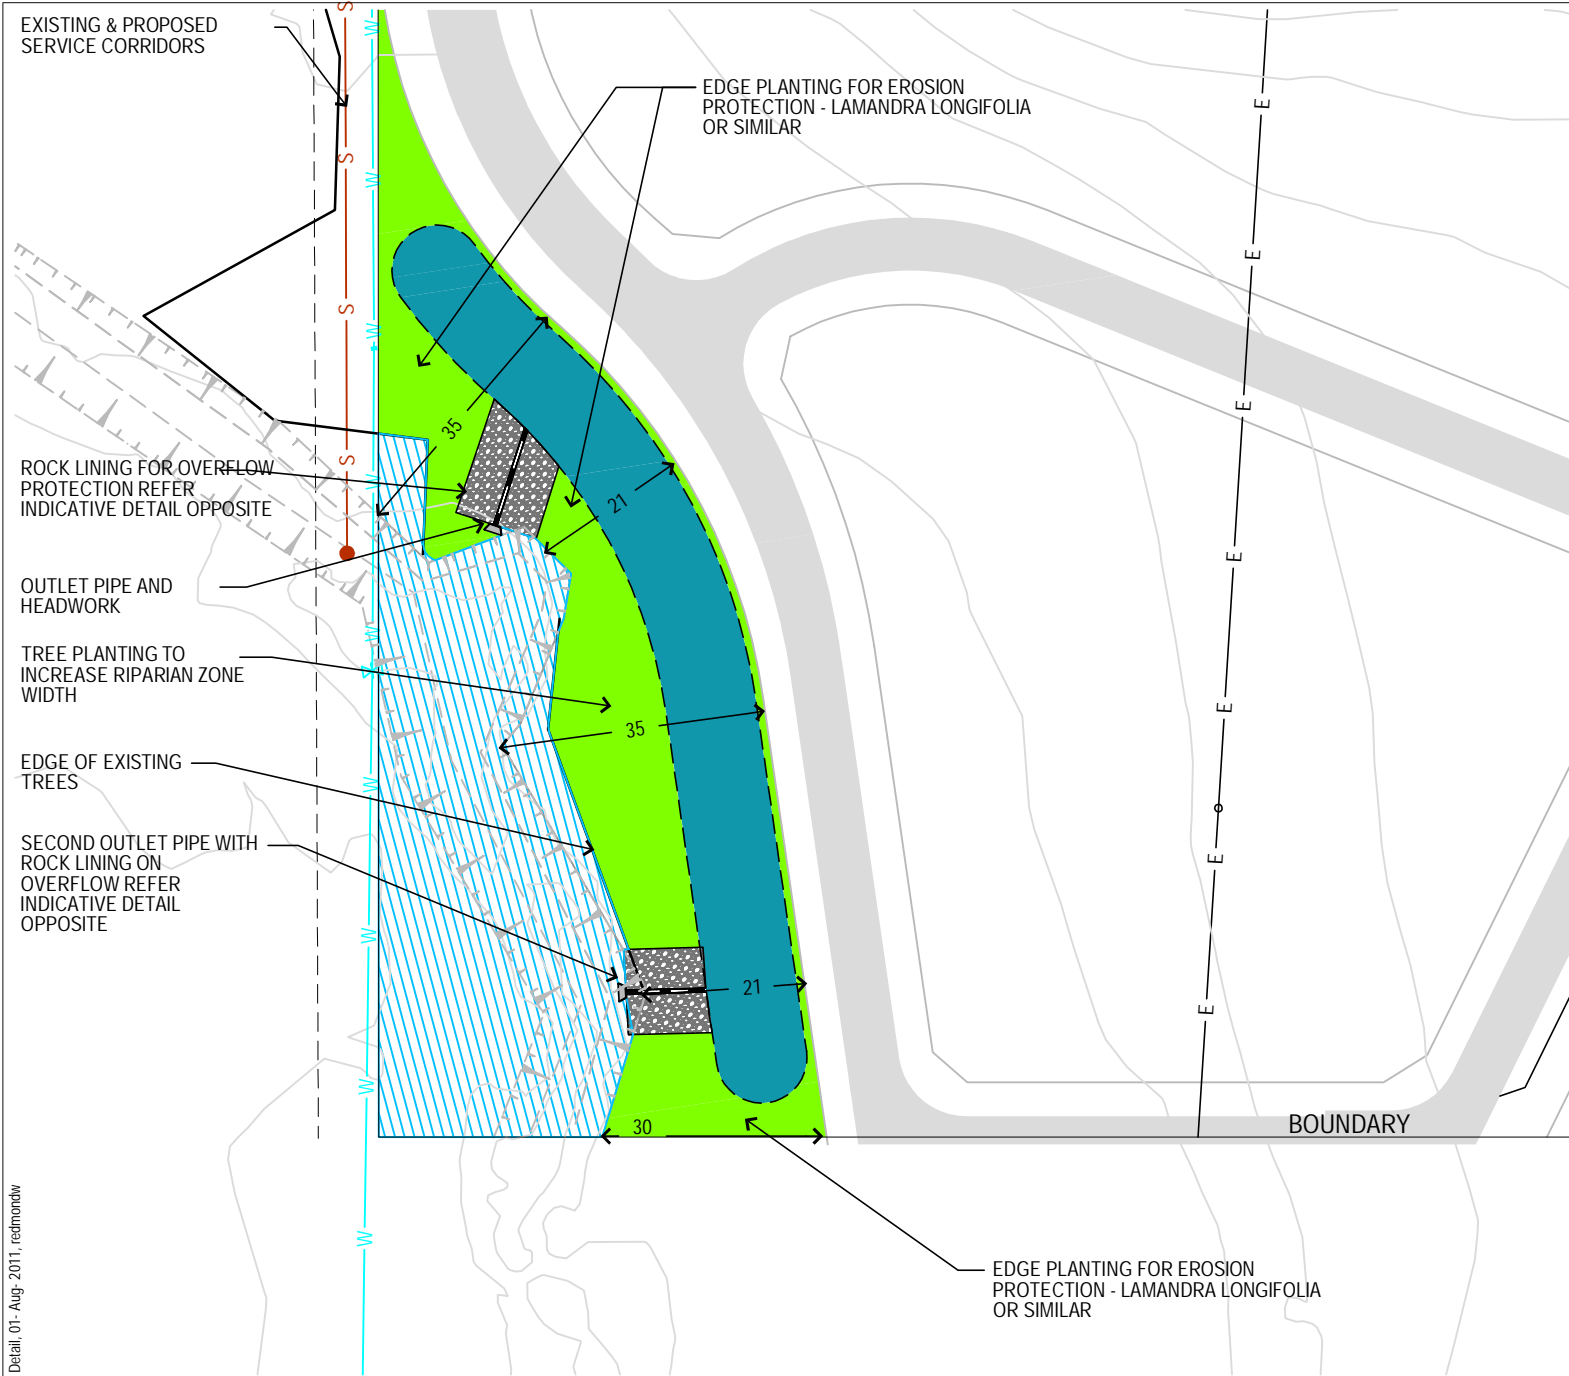 EXISTING & PROPOSED
SERVICE CORRIDORS
EDGE PLANTING FOR EROSION
PROTECTION - LAMANDRA LONGIFOLIA
OR SIMILAR
ROCK LINING FOR OVERFLOW
PROTECTION REFER
INDICATIVE DETAIL OPPOSITE
OUTLET PIPE AND
HEADWORK
TREE PLANTING TO
INCREASE RIPARIAN ZONE
WIDTH
EDGE OF EXISTING
TREES
SECOND OUTLET PIPE WITH
ROCK LINING ON
OVERFLOW REFER
INDICATIVE DETAIL
OPPOSITE
35
21
35
21
30
BOUNDARY
EDGE PLANTING FOR EROSION
PROTECTION - LAMANDRA LONGIFOLIA
OR SIMILAR
S
S
S
S
W
W
W
W
W
W
W
W
W
W
E
E
E
E
E
E
E
Detail, 01- Aug- 2011, redmondw